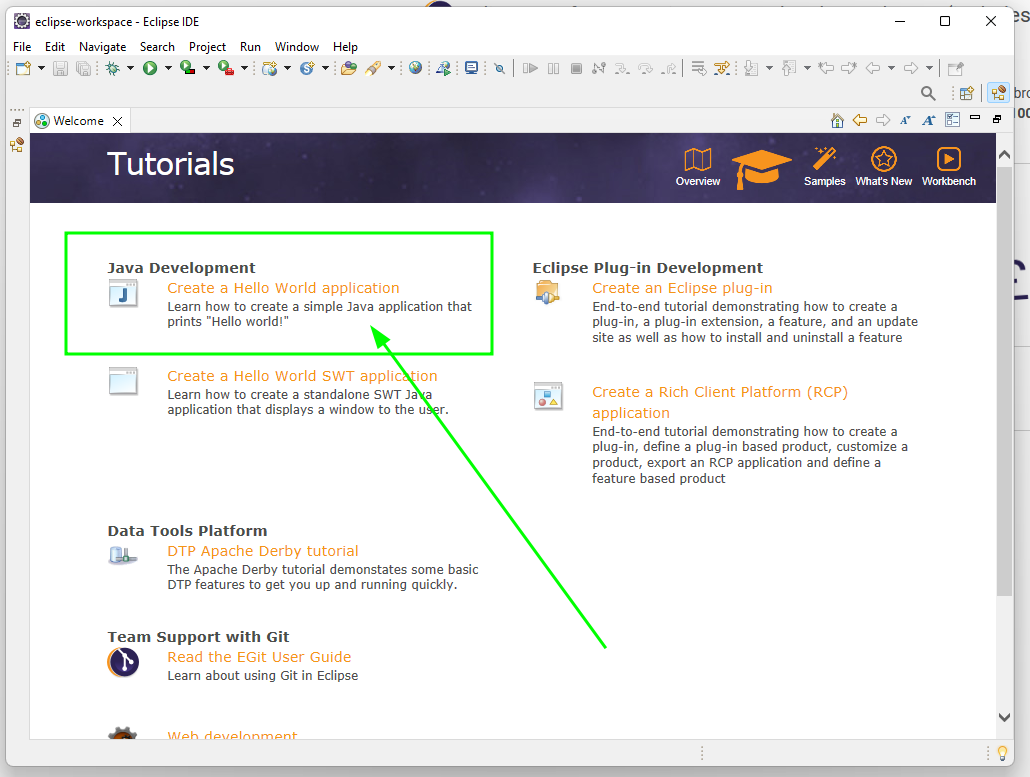 eclipse-workspace - Eclipse IDE
File Edit Navigate Search Project Run Window Help
Welcome
Tutorials
Overview
Samples
What's New
Workbench
Java Development
Create a Hello World application
Learn how to create a simple Java application that
prints "Hello world!"
Create a Hello World SWT application
Learn how to create a standalone SWT Java
application that displays a window to the user.
Eclipse Plug-in Development
Create an Eclipse plug-in
End-to-end tutorial demonstrating how to create a
plug-in, a plug-in extension, a feature, and an update
site as well as how to install and uninstall a feature
Create a Rich Client Platform (RCP)
application
End-to-end tutorial demonstrating how to create a
plug-in, define a plug-in based product, customize a
product, export an RCP application and define a
feature based product
Data Tools Platform
DTP Apache Derby tutorial
The Apache Derby tutorial demonstates some basic
DTP features to get you up and running quickly.
Team Support with Git
Read the EGit User Guide
Learn about using Git in Eclipse
Web development